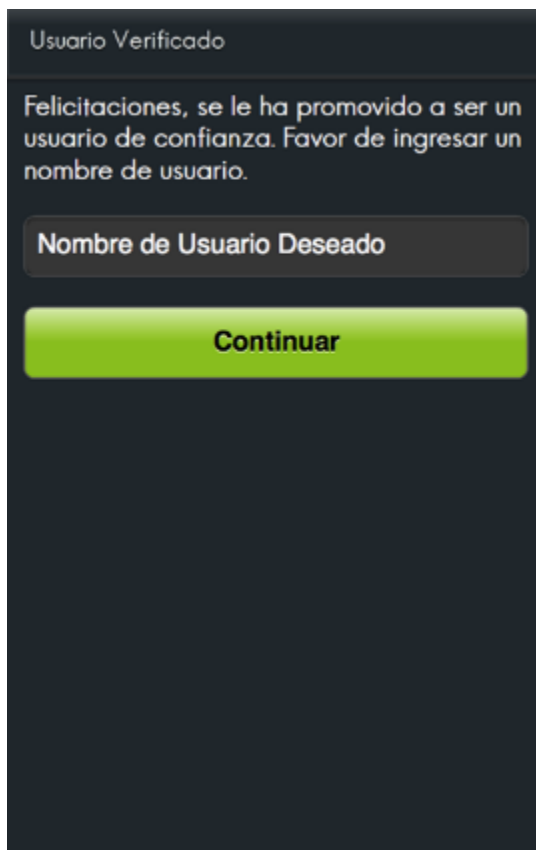 Usuario Verificado
Felicitaciones, se le ha promovido a ser un
usuario de confianza. Favor de ingresar un
nombre de usuario.
Nombre de Usuario Deseado
Continuar